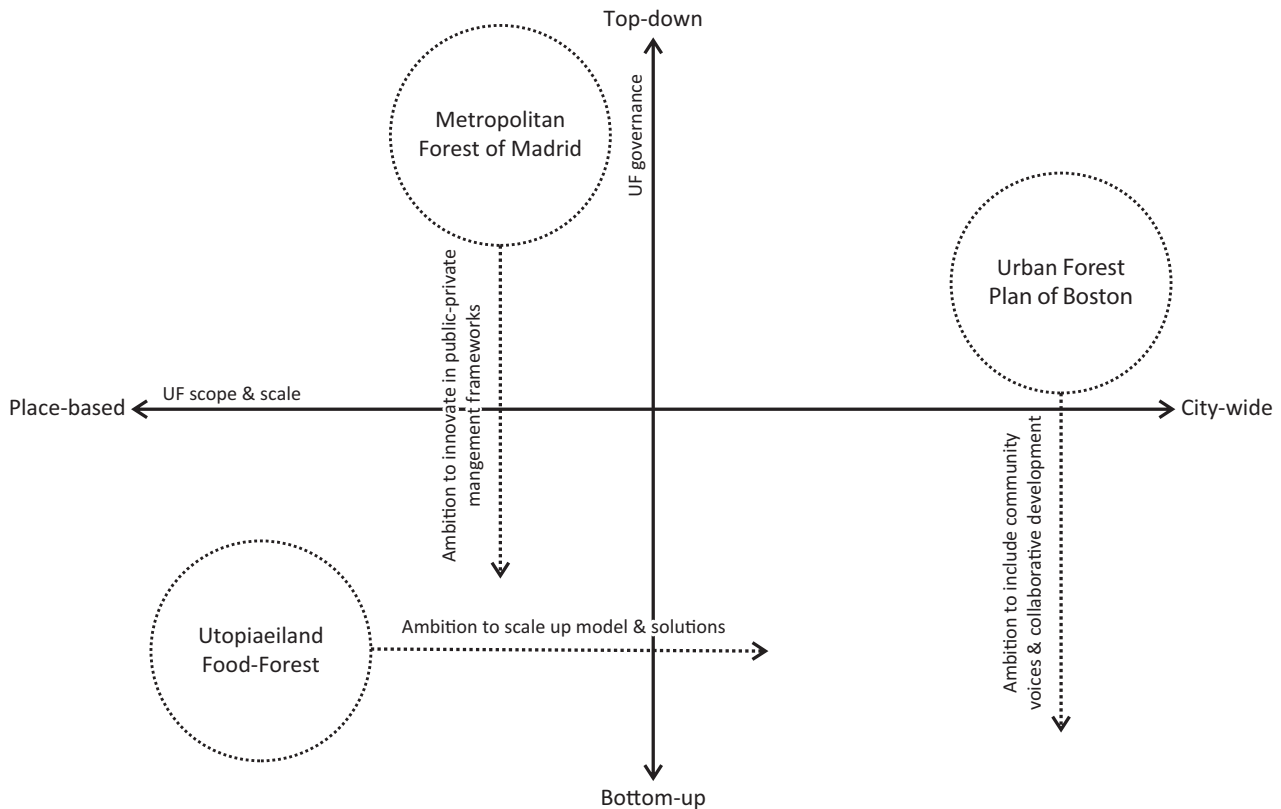 Top-down
UF governance
Metropolitan
Forest of Madrid
Urban Forest
Plan of Boston
Ambition to innovate in public-private
mangement frameworks
UF scope & scale
Place-based
City-wide
Ambition to include community
voices & collaborative development
Utopiaeiland
Food-Forest
Ambition to scale up model & solutions
Bottom-up